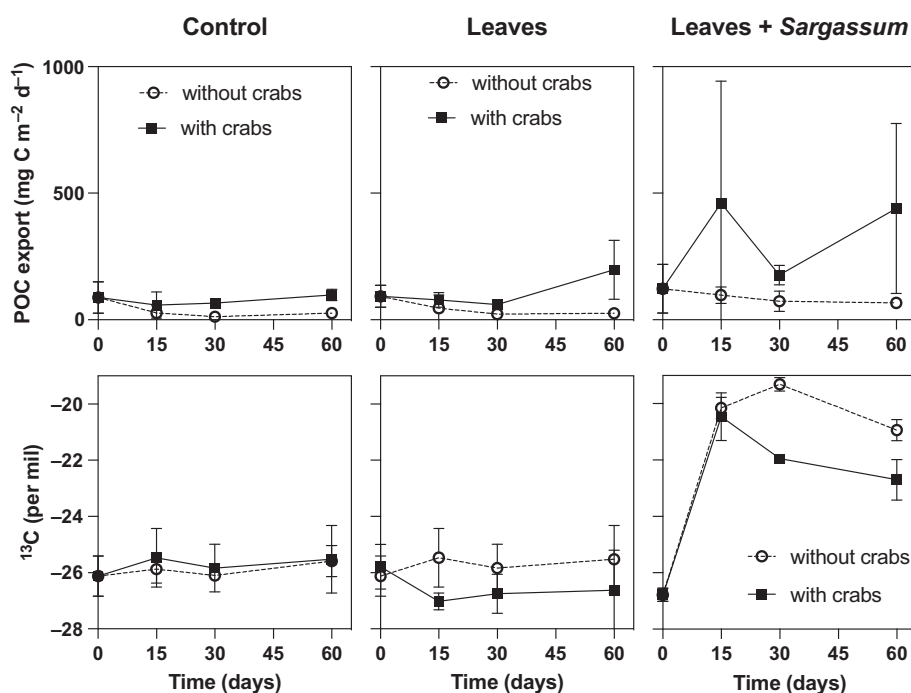 Control
Leaves
Leaves + Sargassum
POC export (mg C m⁻² d⁻¹)
1000
500
0
without crabs
with crabs
without crabs
with crabs
0 15 30 45 60
0 15 30 45 60
0 15 30 45 60
¹³C (per mil)
–20
–22
–24
–26
–28
without crabs
with crabs
0 15 30 45 60
0 15 30 45 60
0 15 30 45 60
Time (days)
Time (days)
Time (days)